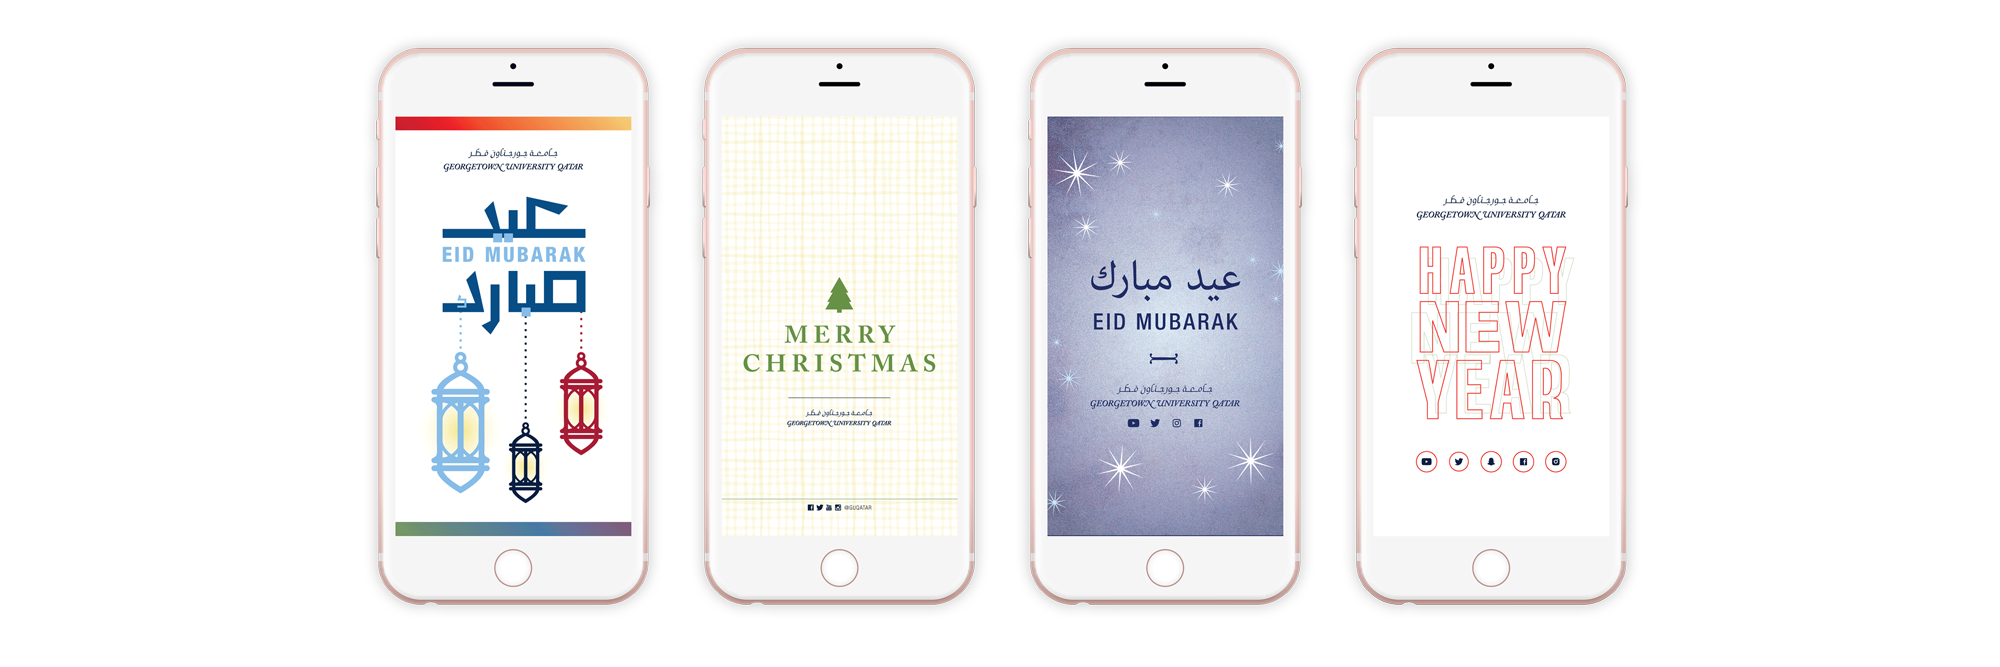 جامعة جورجتاون قطر
GEORGETOWN UNIVERSITY QATAR
عيد
EID MUBARAK
مبارك
MERRY
CHRISTMAS
جامعة جورجتاون قطر
GEORGETOWN UNIVERSITY QATAR
@GUQATAR
عيد مبارك
EID MUBARAK
جامعة جورجتاون قطر
GEORGETOWN UNIVERSITY QATAR
جامعة جورجتاون قطر
GEORGETOWN UNIVERSITY QATAR
HAPPY
NEW
YEAR